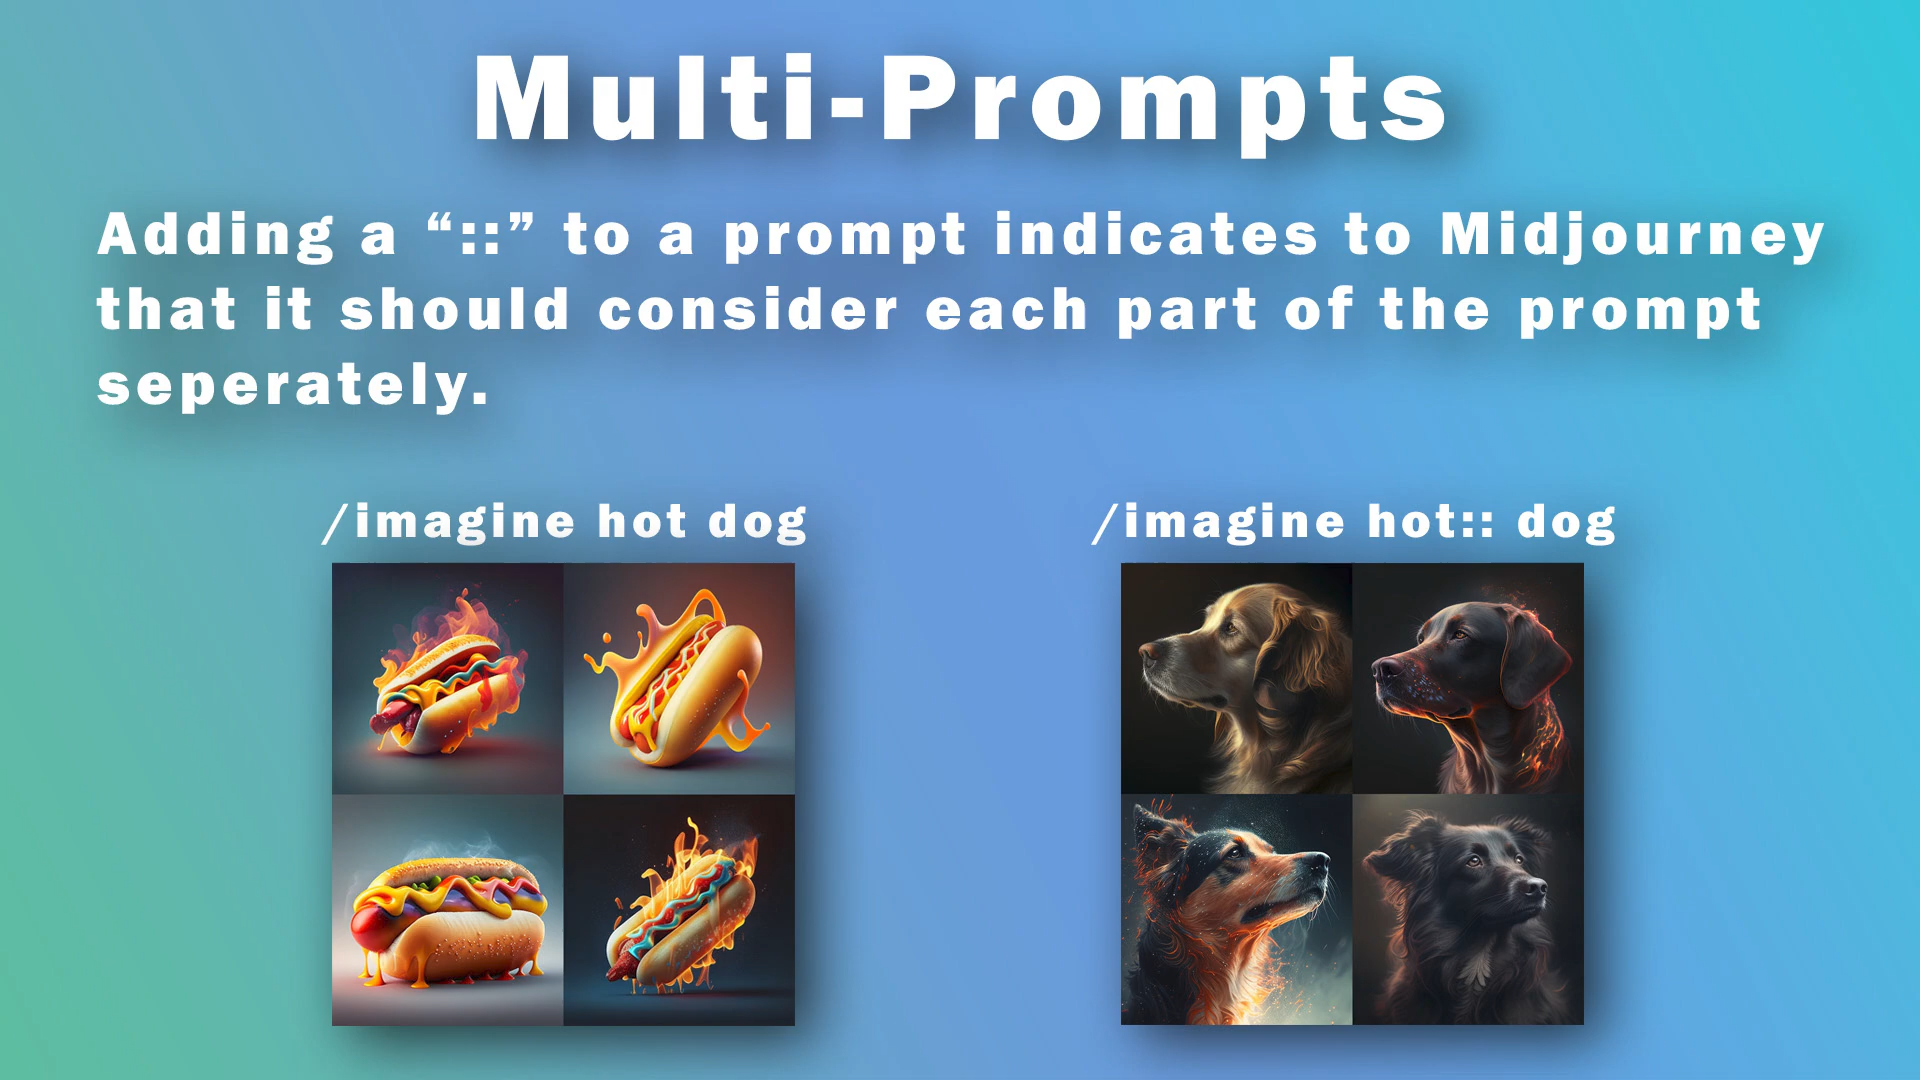 Multi-Prompts
Adding a “::” to a prompt indicates to Midjourney
that it should consider each part of the prompt
seperately.
/imagine hot dog
/imagine hot:: dog